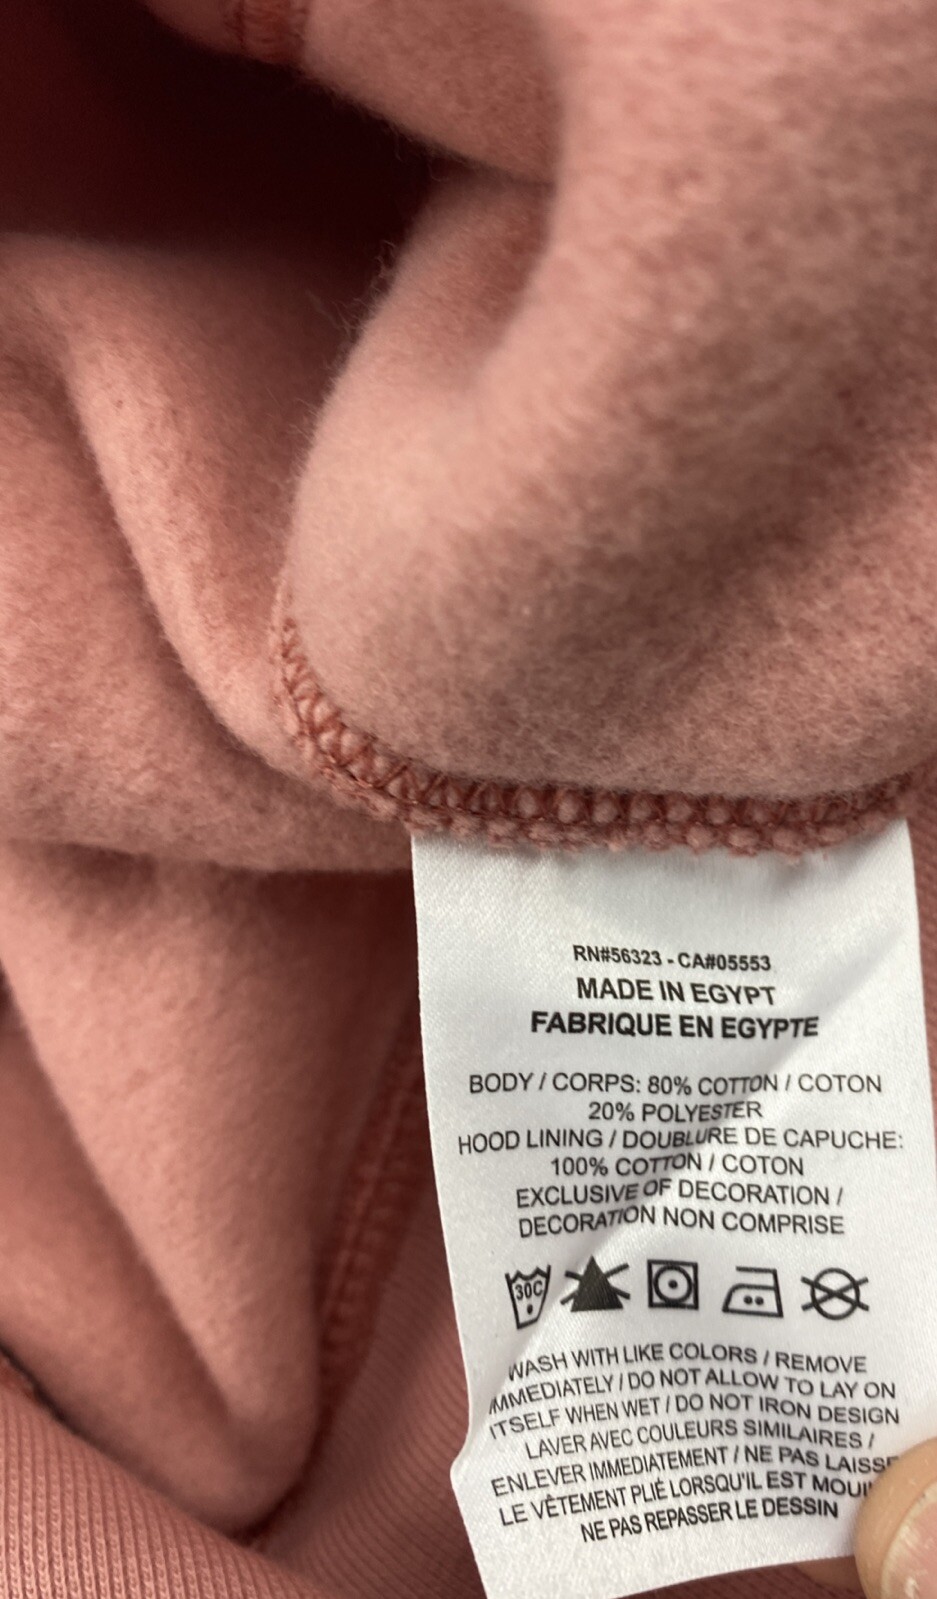 RN#56323 - CA#05553
MADE IN EGYPT
FABRIQUE EN EGYPTE
BODY / CORPS: 80% COTTON / COTON
20% POLYESTER
HOOD LINING / DOUBLURE DE CAPUCHE:
100% COTTON / COTON
EXCLUSIVE OF DECORATION /
DECORATION NON COMPRISE
30C
WASH WITH LIKE COLORS / REMOVE
IMMEDIATELY / DO NOT ALLOW TO LAY ON
ITSELF WHEN WET / DO NOT IRON DESIGN
LAVER AVEC COULEURS SIMILAIRES /
ENLEVER IMMEDIATEMENT / NE PAS LAISSE
LE VÊTEMENT PLIÉ LORSQU'IL EST
NE PAS REPASSER LE DESSIN